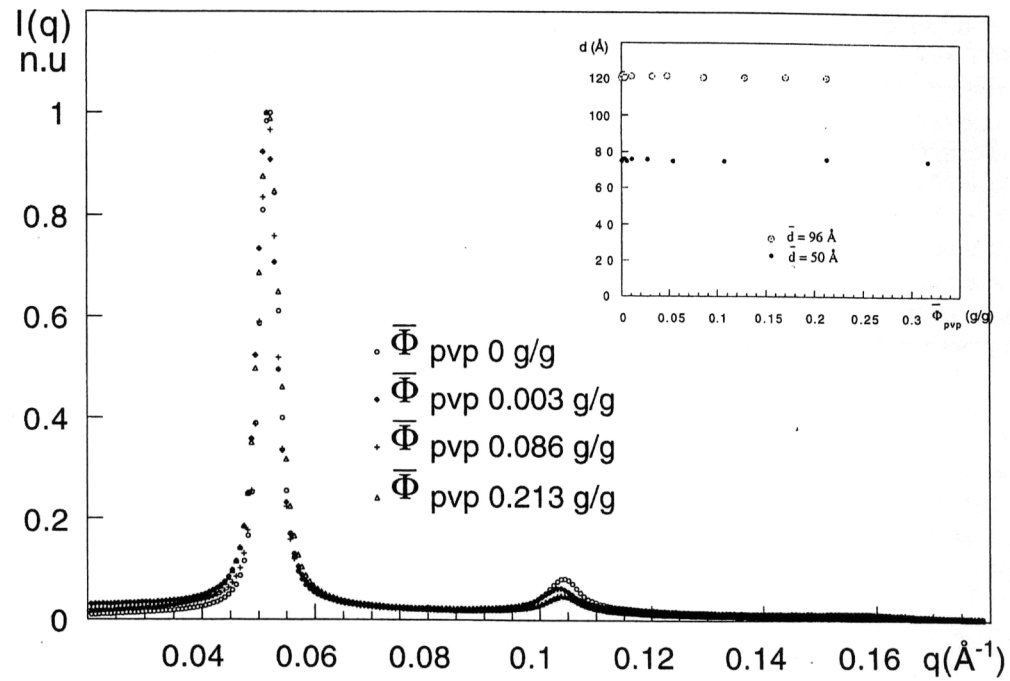 I(q)
n.u
1
0.8
0.6
0.4
0.2
0
0.04 0.06 0.08 0.1 0.12 0.14 0.16 q(Å⁻¹)
Φ̅ pvp 0 g/g
Φ̅ pvp 0.003 g/g
Φ̅ pvp 0.086 g/g
Φ̅ pvp 0.213 g/g
d (Å)
120
100
80
60
40
20
0
0 0.05 0.1 0.15 0.2 0.25 0.3 Φ̅pvp (g/g)
d̅ = 96 Å
d̅ = 50 Å